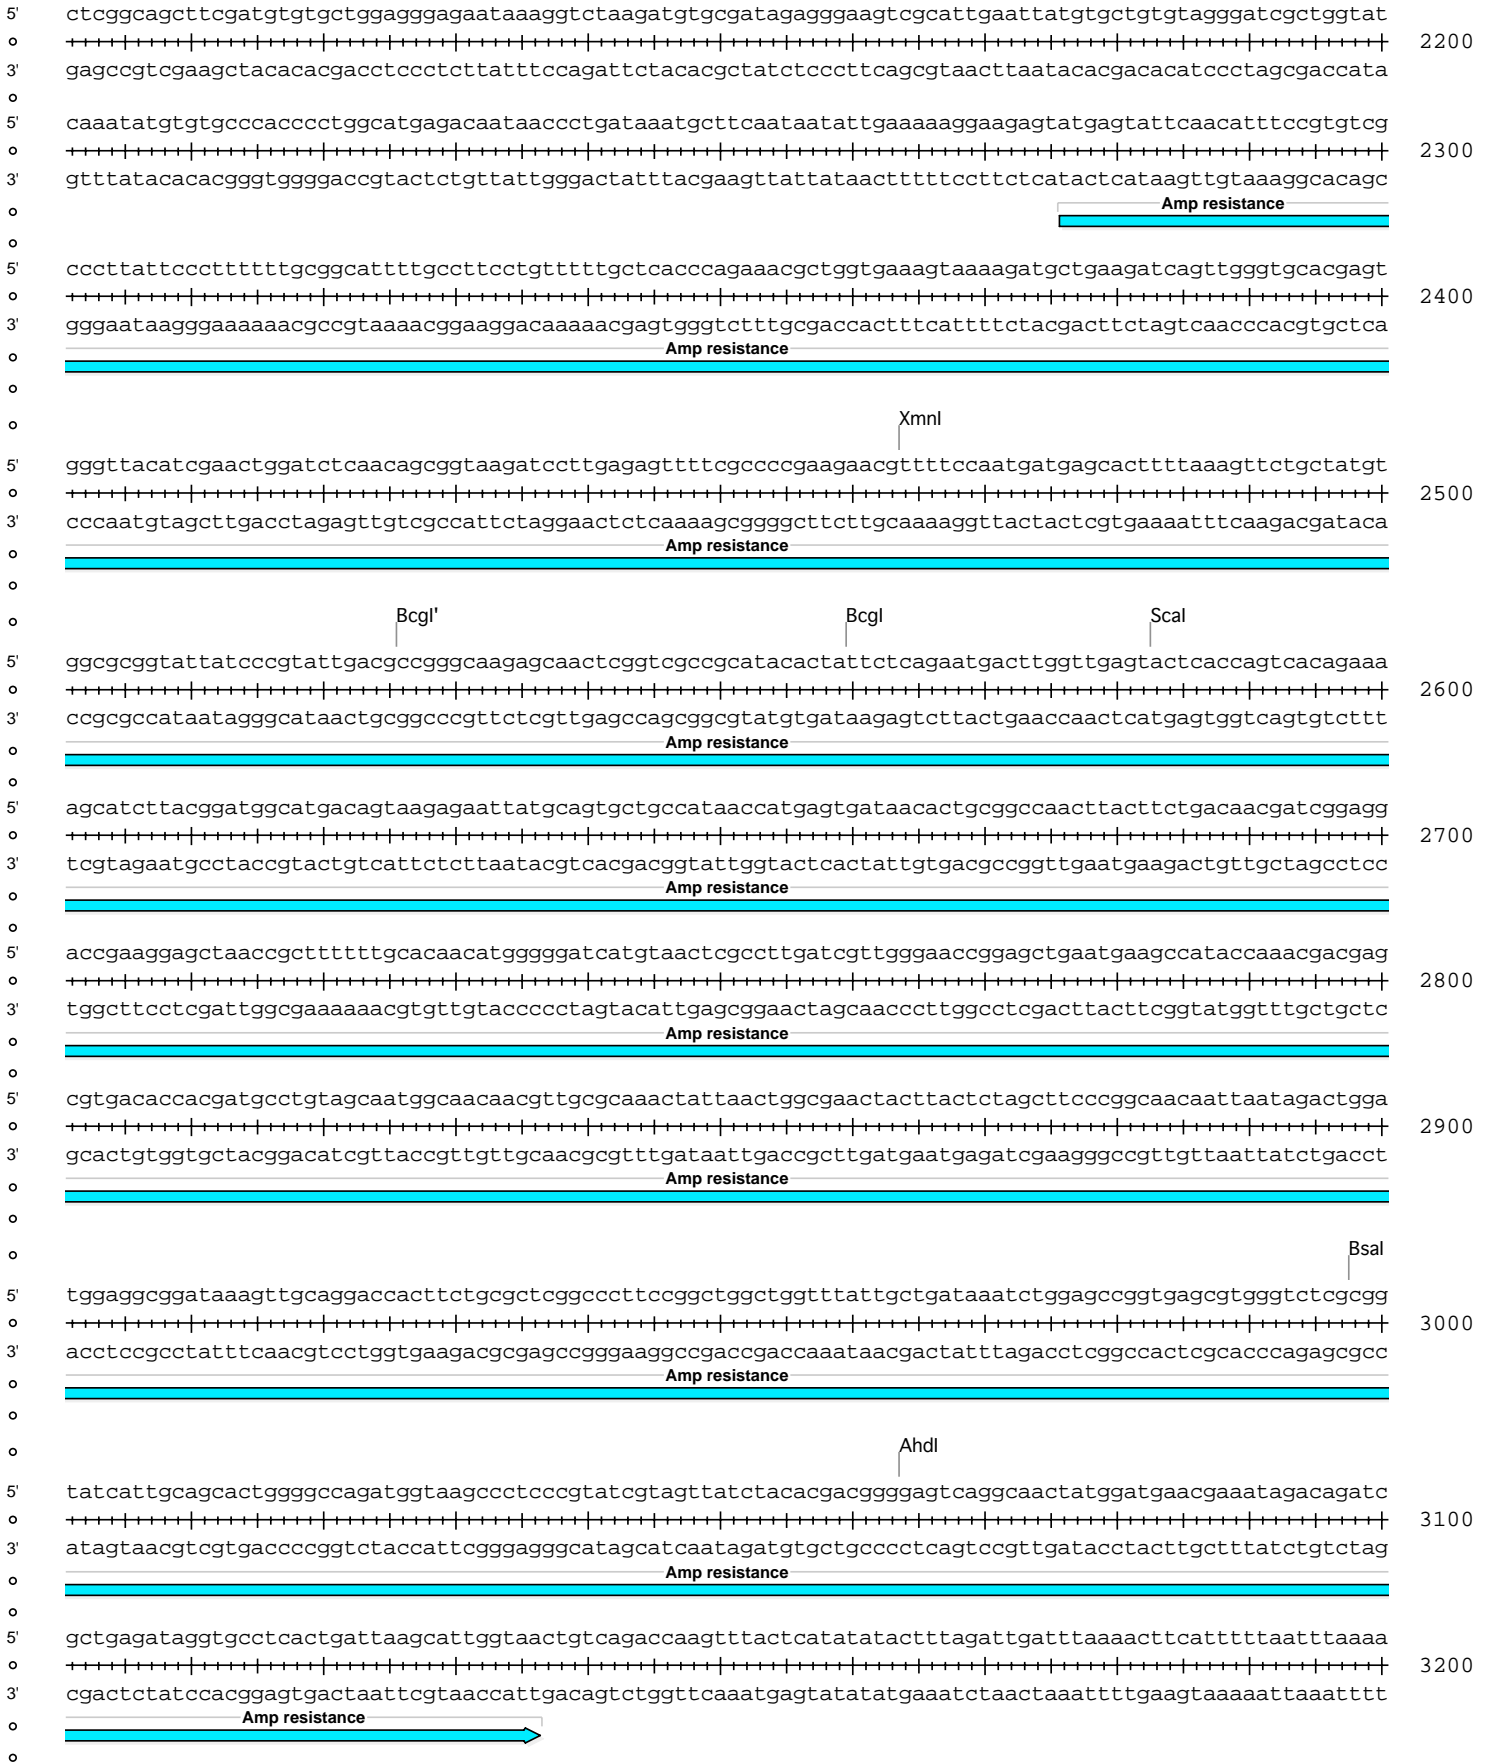 5' ctcggcagcttcgatgtgtgctggagggagaataaaggtctaagatgtgcgatagagggaagtcgcattgaattatgtgctgtgtagggatcgctggtat
2200
3' gagccgtcgaagctacacacgacctccctcttatttccagattctacacgctatctcccttcagcgtaacttaatacacgacacatccctagcgaccata
5' caaatatgtgtgcccacccctggcatgagacaataaccctgataaatgcttcaataatattgaaaaaggaagagtatgagtattcaacatttccgtgtcg
2300
3' gtttatacacacgggtggggaccgtactctgttattgggactatttacgaagttattataactttttccttctcatactcataagttgtaaaggcacagc
Amp resistance
5' cccttattcccttttttgcggcattttgccttcctgtttttgctcacccagaaacgctggtgaaagtaaaagatgctgaagatcagttgggtgcacgagt
2400
3' gggaataagggaaaaaacgccgtaaaacggaaggacaaaaacgagtgggtctttgcgaccactttcattttctacgacttctagtcaacccacgtgctca
Amp resistance
XmnI
5' gggttacatcgaactggatctcaacagcggtaagatccttgagagttttcgccccgaagaacgttttccaatgatgagcacttttaaagttctgctatgt
2500
3' cccaatgtagcttgacctagagttgtcgccattctaggaactctcaaaagcggggcttcttgcaaaaggttactactcgtgaaaatttcaagacgataca
Amp resistance
BcgI' BcgI ScaI
5' ggcgcggtattatcccgtattgacgccgggcaagagcaactcggtcgccgcatacactattctcagaatgacttggttgagtactcaccagtcacagaaa
2600
3' ccgcgccataatagggcataactgcggcccgttctcgttgagccagcggcgtatgtgataagagtcttactgaaccaactcatgagtggtcagtgtcttt
Amp resistance
5' agcatcttacggatggcatgacagtaagagaattatgcagtgctgccataaccatgagtgataacactgcggccaacttacttctgacaacgatcggagg
2700
3' tcgtagaatgcctaccgtactgtcattctcttaatacgtcacgacggtattggtactcactattgtgacgccggttgaatgaagactgttgctagcctcc
Amp resistance
5' accgaaggagctaaccgcttttttgcacaacatgggggatcatgtaactcgccttgatcgttgggaaccggagctgaatgaagccataccaaacgacgag
2800
3' tggcttcctcgattggcgaaaaaacgtgttgtaccccctagtacattgagcggaactagcaacccttggcctcgacttacttcggtatggtttgctgctc
Amp resistance
5' cgtgacaccacgatgcctgtagcaatggcaacaacgttgcgcaaactattaactggcgaactacttactctagcttcccggcaacaattaatagactgga
2900
3' gcactgtggtgctacggacatcgttaccgttgttgcaacgcgtttgataattgaccgcttgatgaatgagatcgaagggccgttgttaattatctgacct
Amp resistance
BsaI
5' tggaggcggataaagttgcaggaccacttctgcgctcggcccttccggctggctggtttattgctgataaatctggagccggtgagcgtgggtctcgcgg
3000
3' acctccgcctatttcaacgtcctggtgaagacgcgagccgggaaggccgaccgaccaaataacgactatttagacctcggccactcgcacccagagcgcc
Amp resistance
AhdI
5' tatcattgcagcactggggccagatggtaagccctcccgtatcgtagttatctacacgacggggagtcaggcaactatggatgaacgaaatagacagatc
3100
3' atagtaacgtcgtgaccccggtctaccattcgggagggcatagcatcaatagatgtgctgcccctcagtccgttgatacctacttgctttatctgtctag
Amp resistance
5' gctgagataggtgcctcactgattaagcattggtaactgtcagaccaagtttactcatatatactttagattgatttaaaacttcatttttaatttaaaa
3200
3' cgactctatccacggagtgactaattcgtaaccattgacagtctggttcaaatgagtatatatgaaatctaactaaattttgaagtaaaaattaaatttt
Amp resistance